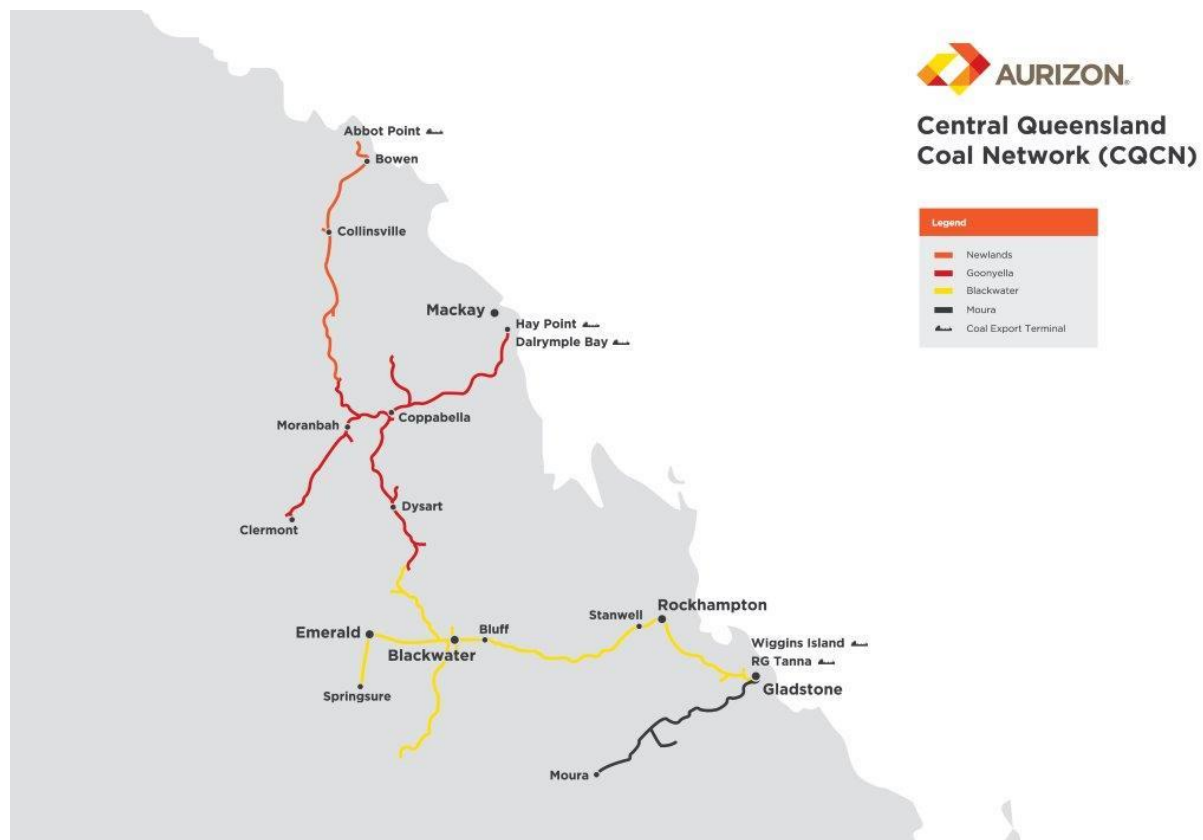 AURIZON®
Central Queensland
Coal Network (CQCN)
Legend
Newlands
Goonyella
Blackwater
Moura
Coal Export Terminal
Abbot Point
Bowen
Collinsville
Mackay
Hay Point
Dalrymple Bay
Coppabella
Moranbah
Dysart
Clermont
Emerald
Blackwater
Bluff
Stanwell
Rockhampton
Springsure
Wiggins Island
RG Tanna
Gladstone
Moura